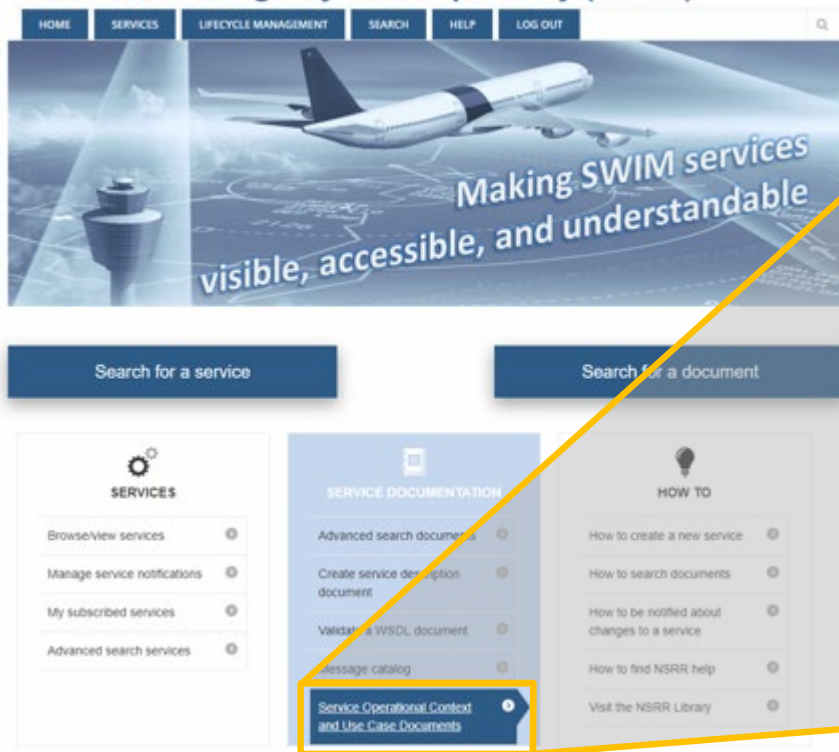 HOME SERVICES LIFECYCLE MANAGEMENT SEARCH HELP LOG OUT
Making SWIM services
visible, accessible, and understandable
Search for a service
Search for a document
SERVICES
Browse/view services
Manage service notifications
My subscribed services
Advanced search services
SERVICE DOCUMENTATION
Advanced search documents
Create service description
document
Validate a WSDL document
Message catalog
Service Operational Context
and Use Case Documents
HOW TO
How to create a new service
How to search documents
How to be notified about
changes to a service
How to find NSRR help
Visit the NSRR Library